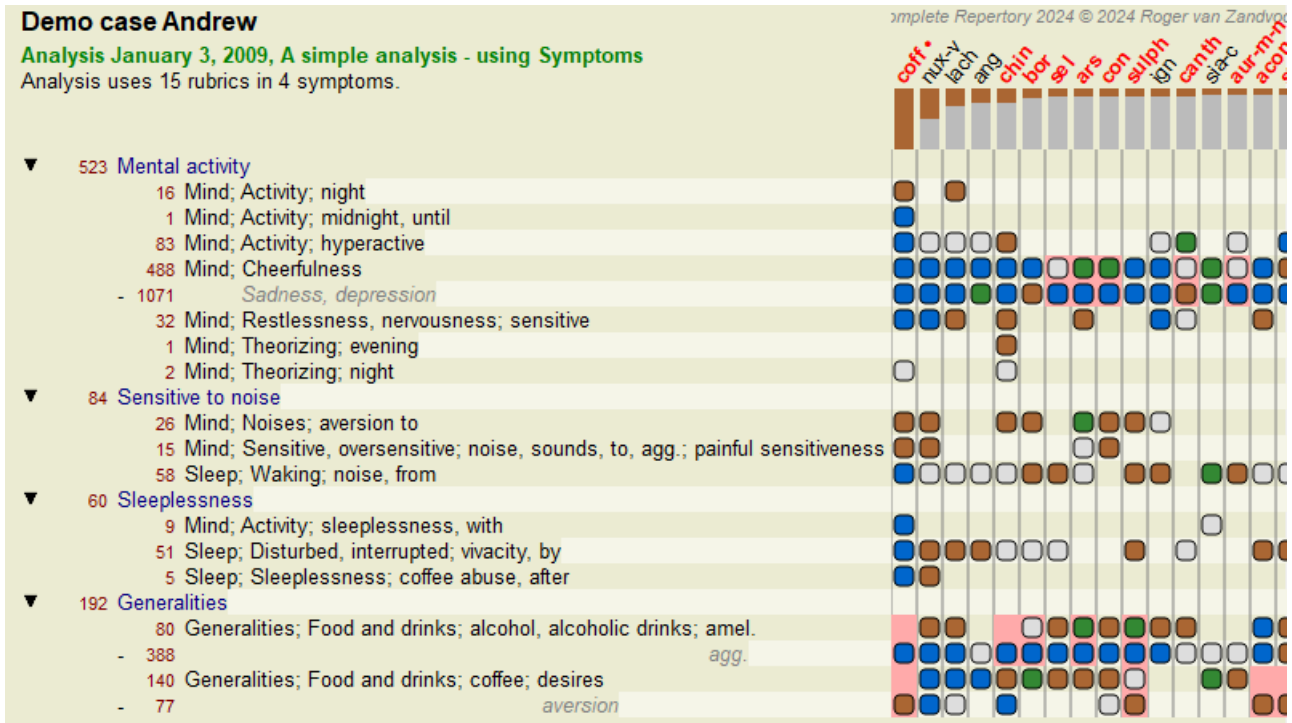 Demo case Andrew
omplete Repertory 2024 © 2024 Roger van Zandvoo
Analysis January 3, 2009, A simple analysis - using Symptoms
Analysis uses 15 rubrics in 4 symptoms.
coff • nux-v lach ang chin bor sel ars con sulph ign canth sia-c aur-m-n acon
523 Mental activity
16 Mind; Activity; night
1 Mind; Activity; midnight, until
83 Mind; Activity; hyperactive
488 Mind; Cheerfulness
- 1071 Sadness, depression
32 Mind; Restlessness, nervousness; sensitive
1 Mind; Theorizing; evening
2 Mind; Theorizing; night
84 Sensitive to noise
26 Mind; Noises; aversion to
15 Mind; Sensitive, oversensitive; noise, sounds, to, agg.; painful sensitiveness
58 Sleep; Waking; noise, from
60 Sleeplessness
9 Mind; Activity; sleeplessness, with
51 Sleep; Disturbed, interrupted; vivacity, by
5 Sleep; Sleeplessness; coffee abuse, after
192 Generalities
80 Generalities; Food and drinks; alcohol, alcoholic drinks; amel.
- 388 agg.
140 Generalities; Food and drinks; coffee; desires
- 77 aversion